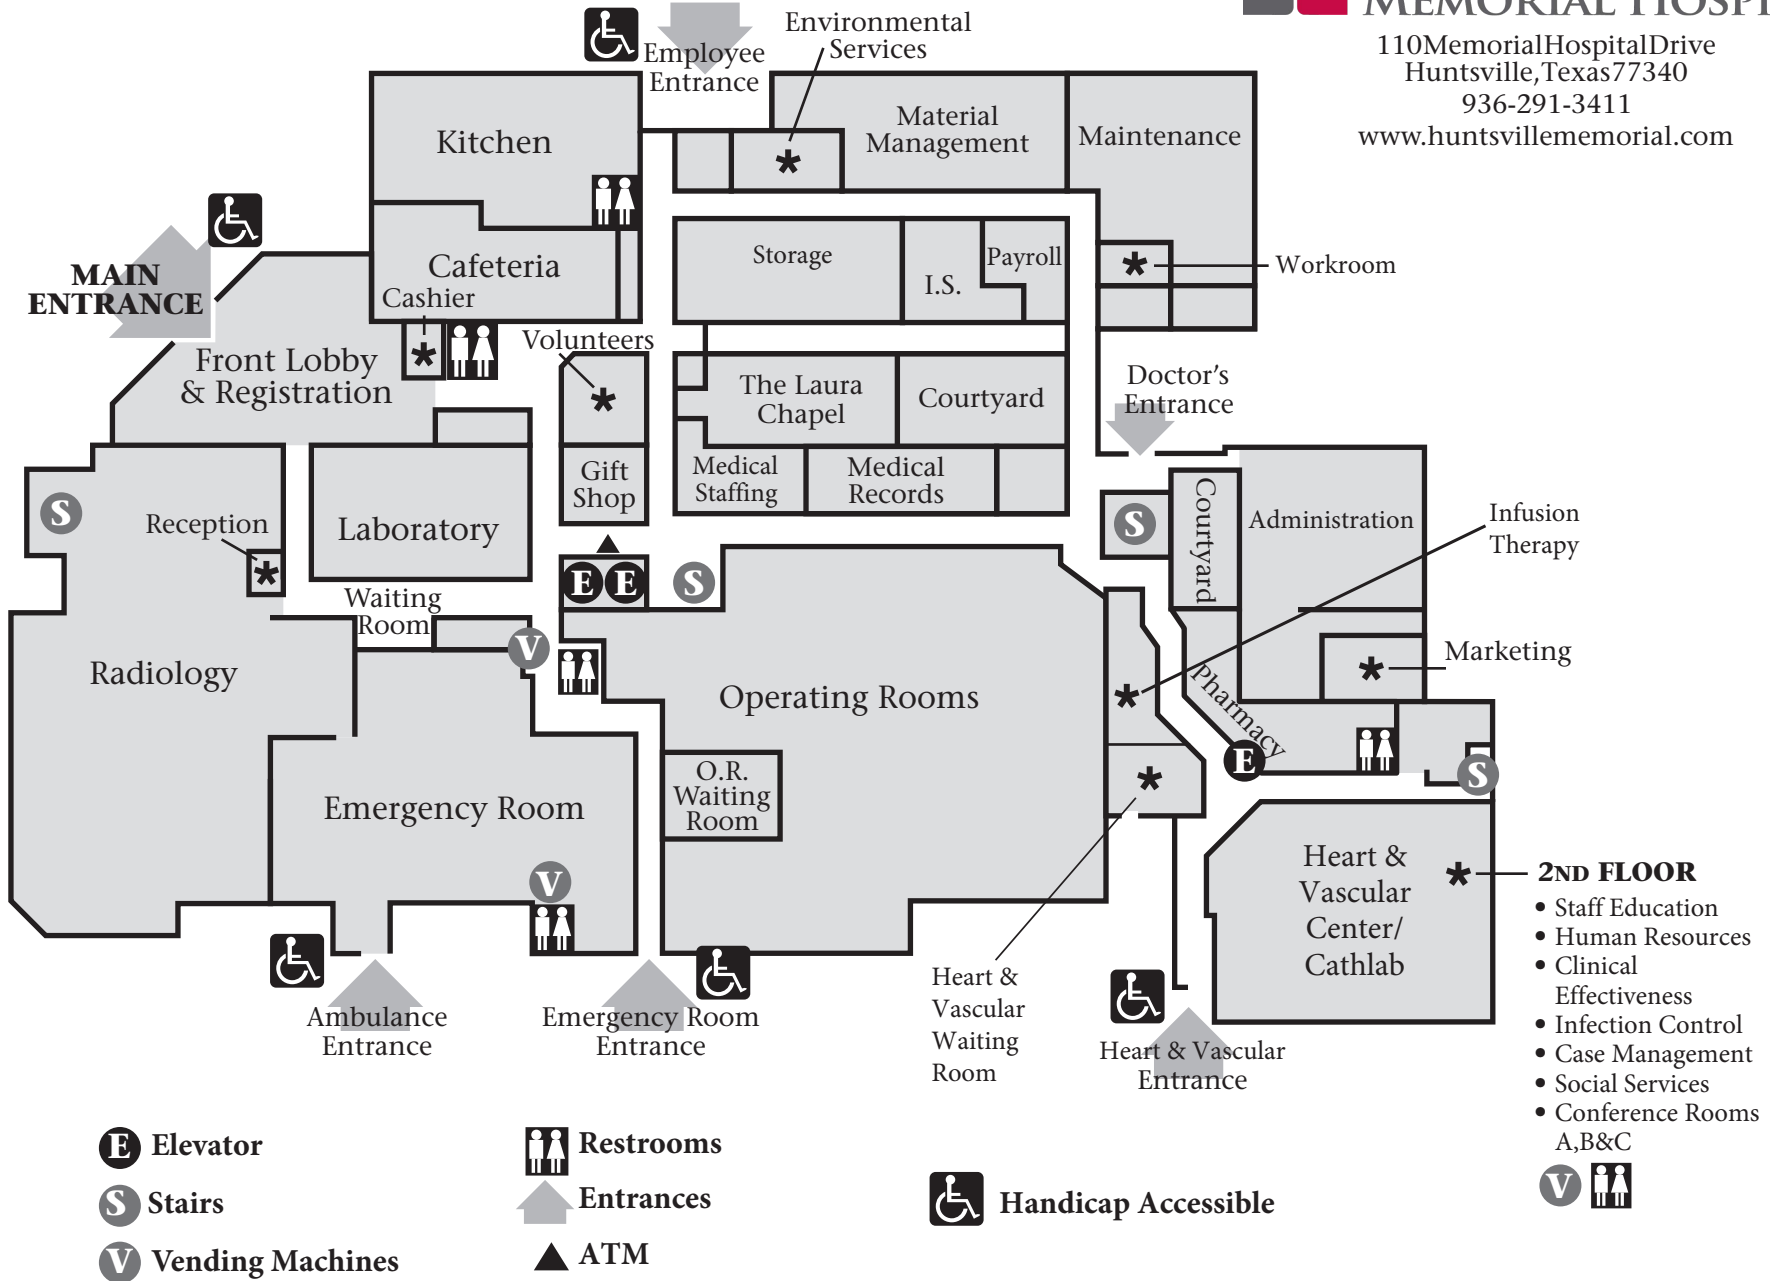 MEMORIAL HOSPI
110MemorialHospitalDrive
Huntsville,Texas77340
936-291-3411
www.huntsvillememorial.com
Employee
Entrance
Environmental
Services
Kitchen
Material
Management
Maintenance
Cafeteria
Cashier
MAIN
ENTRANCE
Storage
I.S.
Payroll
Workroom
Front Lobby
& Registration
Volunteers
The Laura
Chapel
Courtyard
Doctor's
Entrance
Gift
Shop
Medical
Staffing
Medical
Records
S
Reception
Laboratory
S
Courtyard
Administration
Infusion
Therapy
E E
S
Waiting
Room
V
Radiology
Operating Rooms
Marketing
Pharmacy
E
S
O.R.
Waiting
Room
Emergency Room
V
Heart &
Vascular
Center/
Cathlab
2ND FLOOR
• Staff Education
• Human Resources
• Clinical
Effectiveness
• Infection Control
• Case Management
• Social Services
• Conference Rooms
A,B&C
V
Ambulance
Entrance
Emergency Room
Entrance
Heart &
Vascular
Waiting
Room
Heart & Vascular
Entrance
E Elevator
S Stairs
V Vending Machines
Restrooms
Entrances
ATM
Handicap Accessible